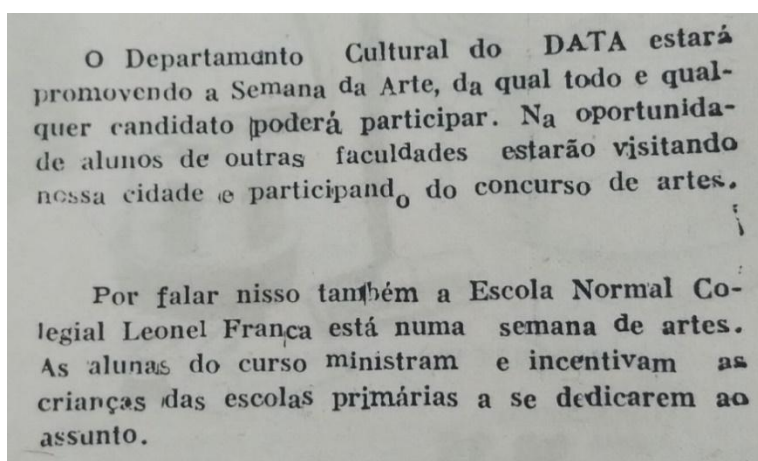 O Departamento Cultural do DATA estará
promovendo a Semana da Arte, da qual todo e qual-
quer candidato poderá participar. Na oportunida-
de alunos de outras faculdades estarão visitando
nossa cidade e participando do concurso de artes.
Por falar nisso também a Escola Normal Co-
legial Leonel França está numa semana de artes.
As alunas do curso ministram e incentivam as
crianças das escolas primárias a se dedicarem ao
assunto.